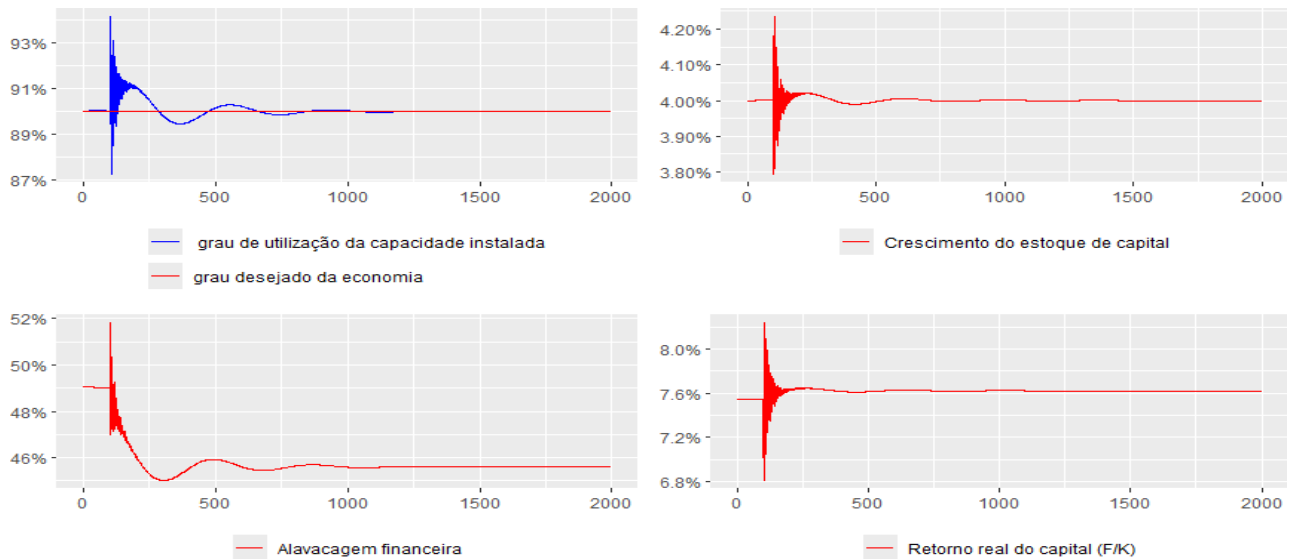 93%
91%
89%
87%
0 500 1000 1500 2000
grau de utilização da capacidade instalada
grau desejado da economia
4.20%
4.10%
4.00%
3.90%
3.80%
0 500 1000 1500 2000
Crescimento do estoque de capital
52%
50%
48%
46%
0 500 1000 1500 2000
Alavacagem financeira
8.0%
7.6%
7.2%
6.8%
0 500 1000 1500 2000
Retorno real do capital (F/K)